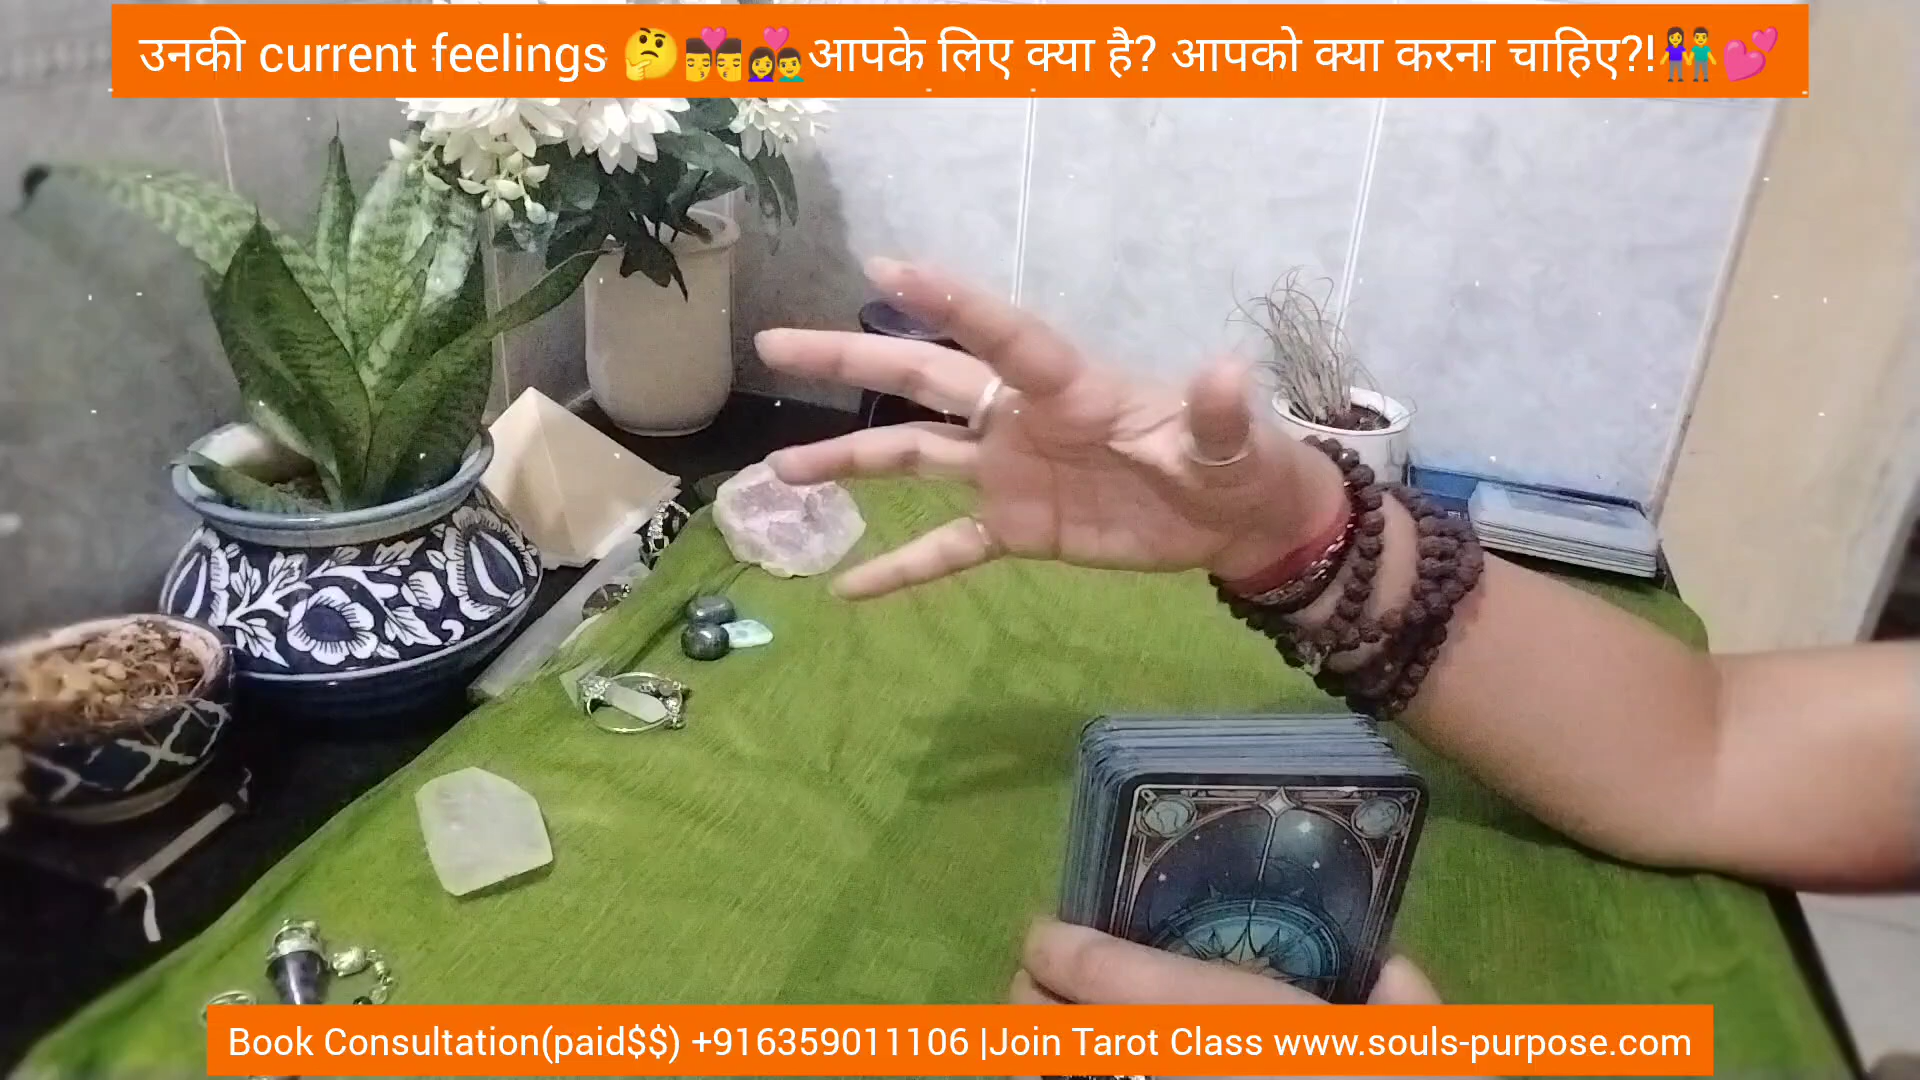 उनकी current feelings 🤔💏👩‍❤️‍👨आपके लिए क्या है? आपको क्या करना चाहिए?!👫💕
Book Consultation(paid$$) +916359011106 |Join Tarot Class www.souls-purpose.com